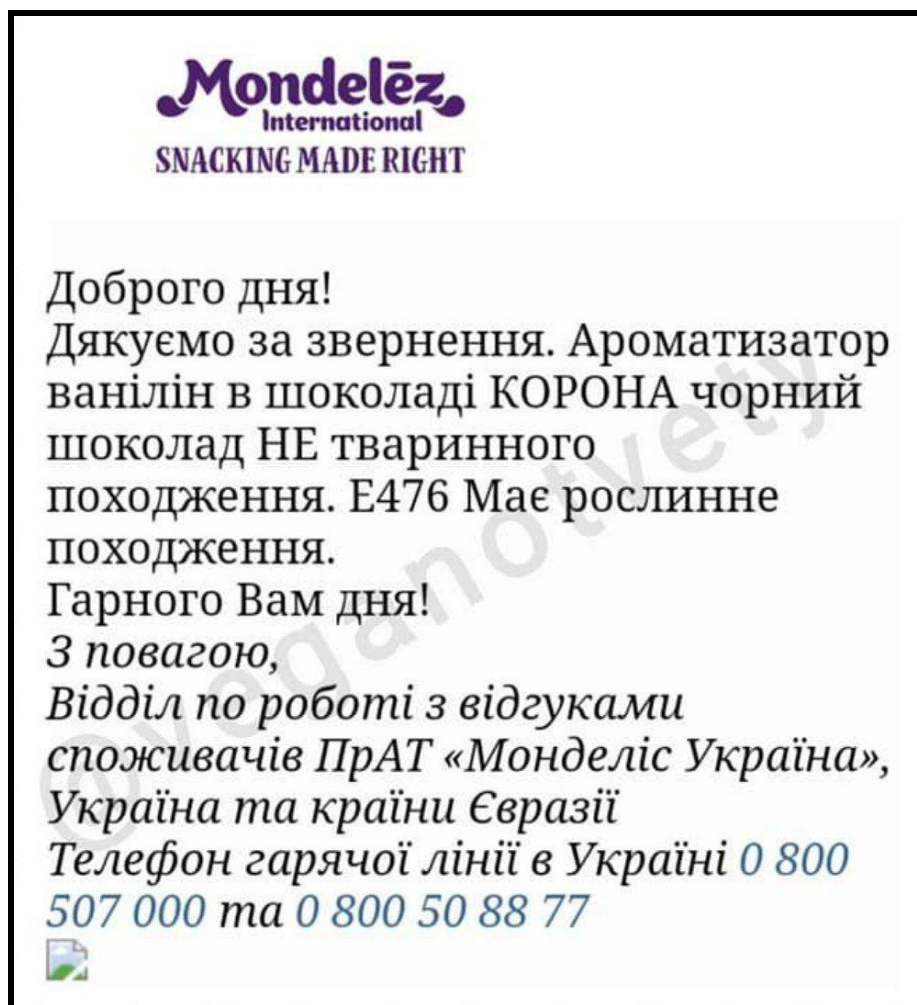 Mondelēz
International
SNACKING MADE RIGHT
Доброго дня!
Дякуємо за звернення. Ароматизатор
ванілін в шоколаді КОРОНА чорний
шоколад НЕ тваринного
походження. Е476 Має рослинне
походження.
Гарного Вам дня!
З повагою,
Відділ по роботі з відгуками
споживачів ПрАТ «Монделіс Україна»,
Україна та країни Євразії
Телефон гарячої лінії в Україні 0 800
507 000 та 0 800 50 88 77
@veganotvety